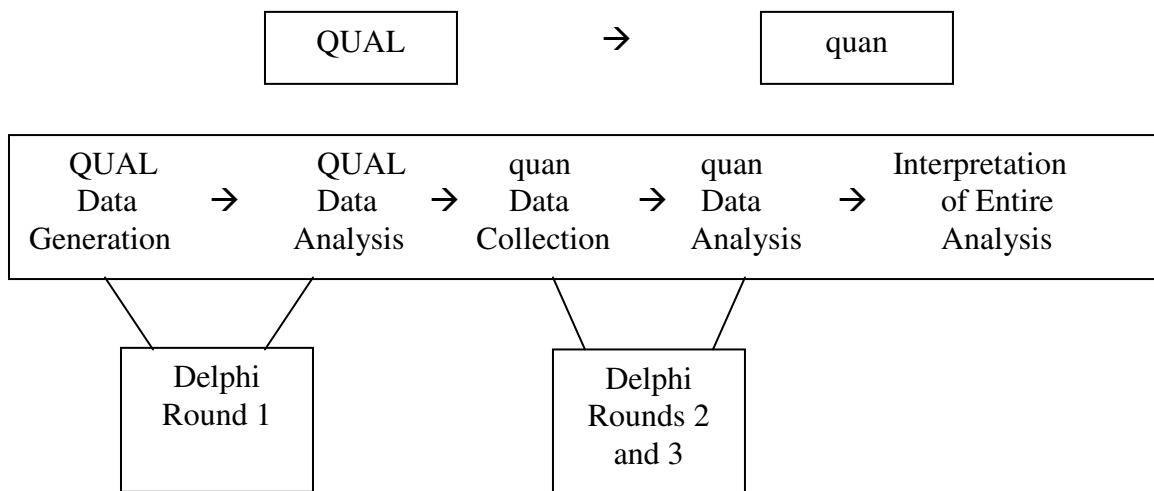 QUAL → quan
QUAL
Data
Generation
→
QUAL
Data
Analysis
→
quan
Data
Collection
→
quan
Data
Analysis
→
Interpretation
of Entire
Analysis
Delphi
Round 1
Delphi
Rounds 2
and 3